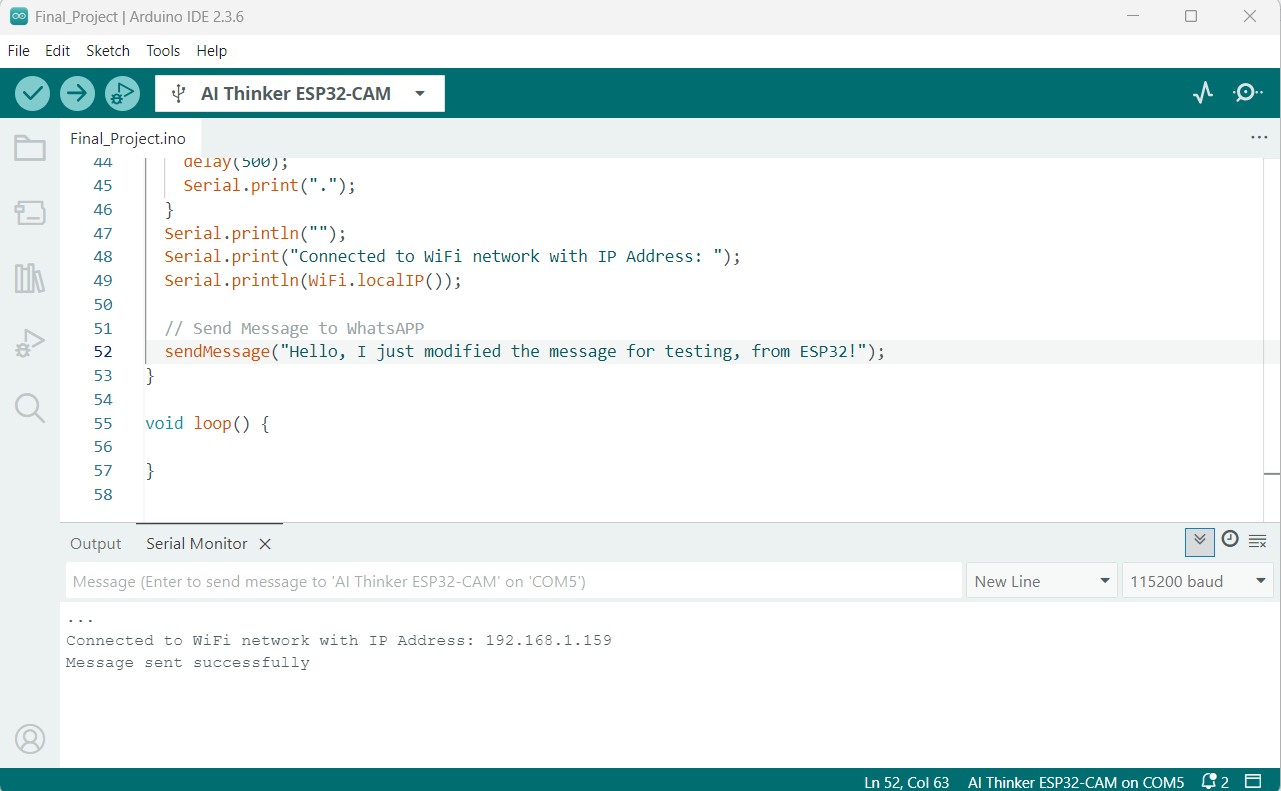 Final_Project | Arduino IDE 2.3.6
File Edit Sketch Tools Help
AI Thinker ESP32-CAM
Final_Project.ino
44 delay(500);
45 Serial.print(".");
46 }
47 Serial.println("");
48 Serial.print("Connected to WiFi network with IP Address: ");
49 Serial.println(WiFi.localIP());
50
51 // Send Message to WhatsAPP
52 sendMessage("Hello, I just modified the message for testing, from ESP32!");
53 }
54
55 void loop() {
56
57 }
58
Output Serial Monitor
Message (Enter to send message to 'AI Thinker ESP32-CAM' on 'COM5') New Line 115200 baud
...
Connected to WiFi network with IP Address: 192.168.1.159
Message sent successfully
Ln 52, Col 63 AI Thinker ESP32-CAM on COM5 2